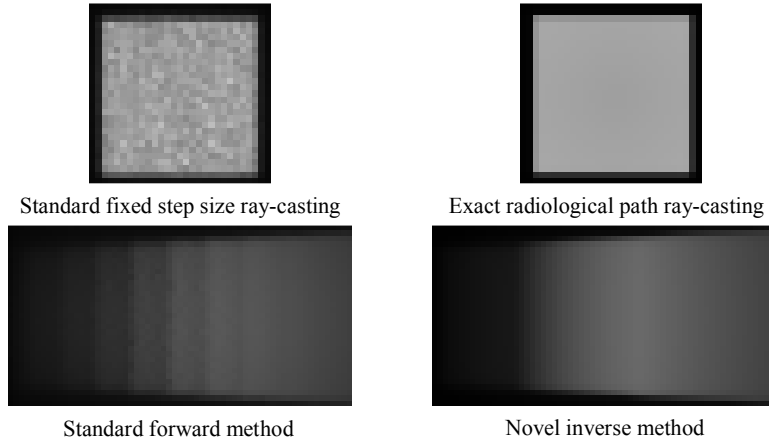 Standard fixed step size ray-casting
Exact radiological path ray-casting
Standard forward method
Novel inverse method